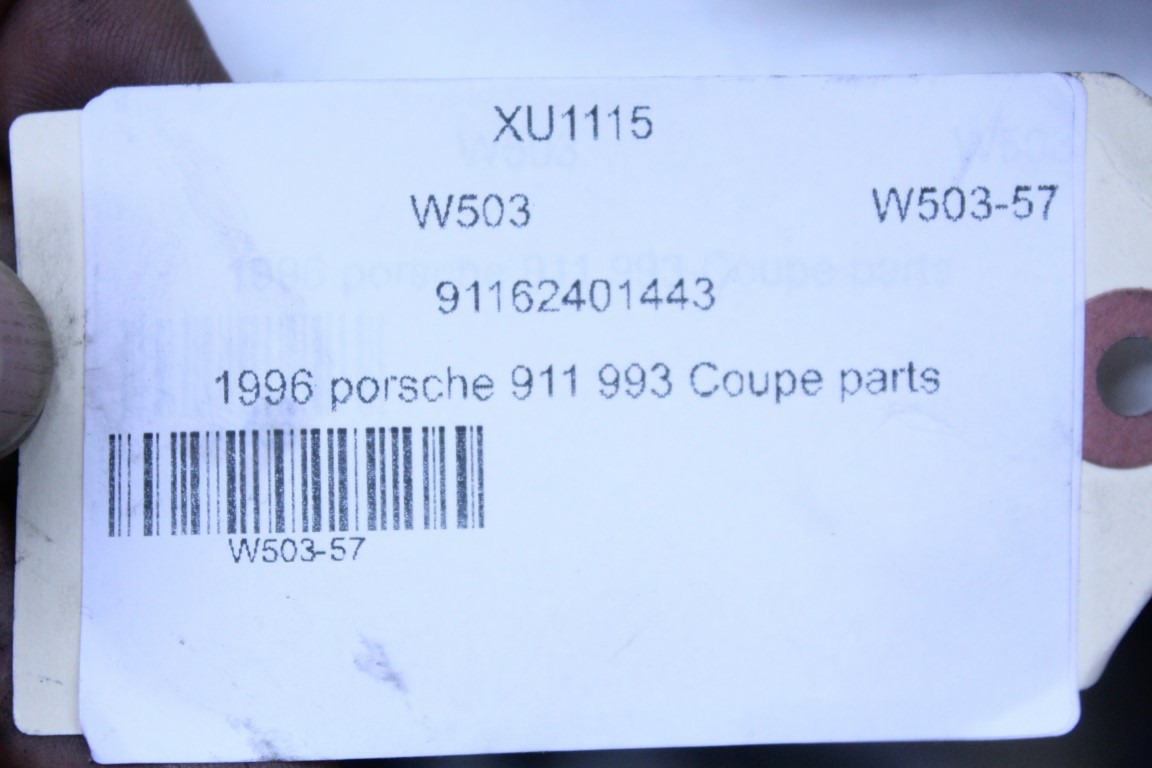 XU1115
W503 W503-57
91162401443
1996 porsche 911 993 Coupe parts
W503-57